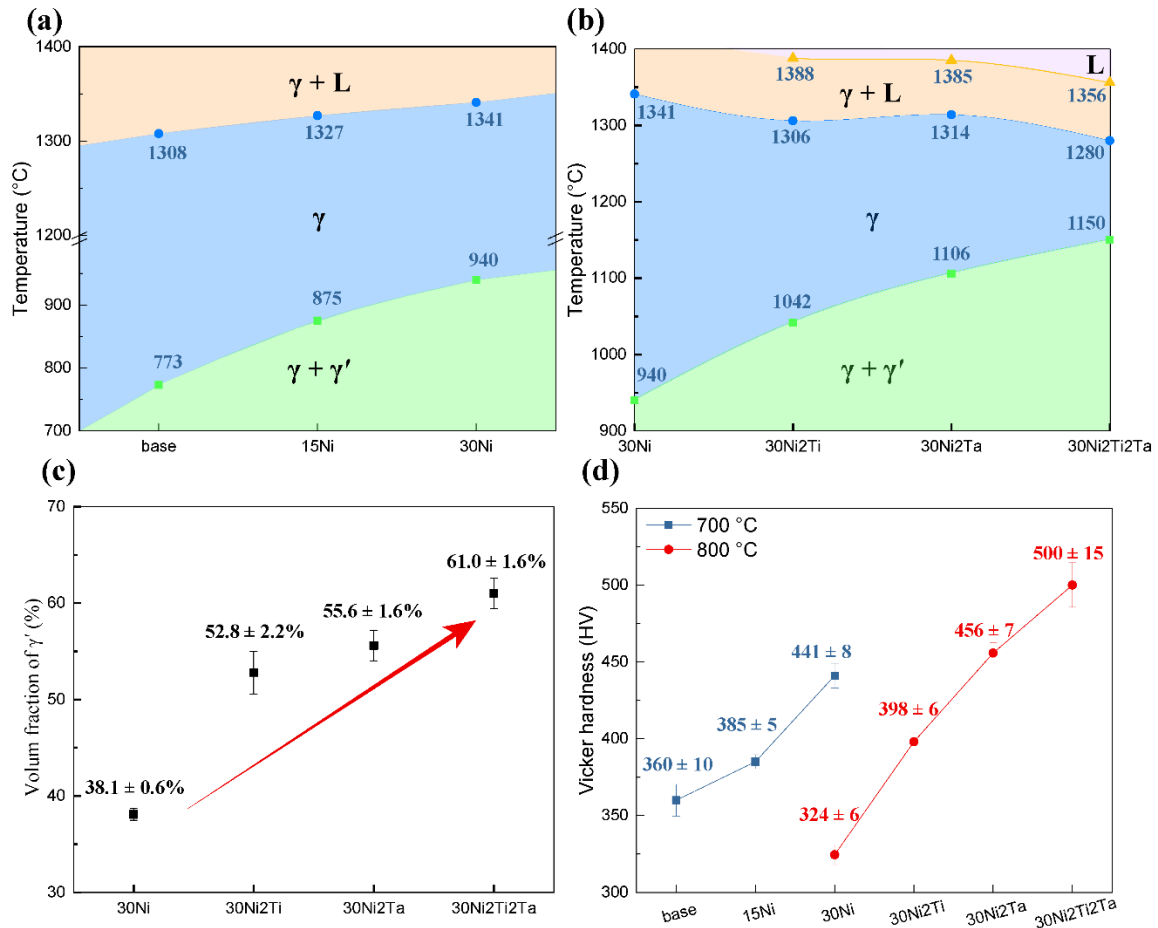 (a)
Temperature (°C)
1400
1300
1200
900
800
700
γ + L
γ
γ + γ′
1308
1327
1341
773
875
940
base
15Ni
30Ni
(b)
Temperature (°C)
1400
1300
1200
1100
1000
900
L
γ + L
γ
γ + γ′
1388
1385
1356
1341
1306
1314
1280
940
1042
1106
1150
30Ni
30Ni2Ti
30Ni2Ta
30Ni2Ti2Ta
(c)
Volum fraction of γ′ (%)
70
60
50
40
30
38.1 ± 0.6%
52.8 ± 2.2%
55.6 ± 1.6%
61.0 ± 1.6%
30Ni
30Ni2Ti
30Ni2Ta
30Ni2Ti2Ta
(d)
Vicker hardness (HV)
550
500
450
400
350
300
700 °C
800 °C
360 ± 10
385 ± 5
441 ± 8
324 ± 6
398 ± 6
456 ± 7
500 ± 15
base
15Ni
30Ni
30Ni2Ti
30Ni2Ta
30Ni2Ti2Ta